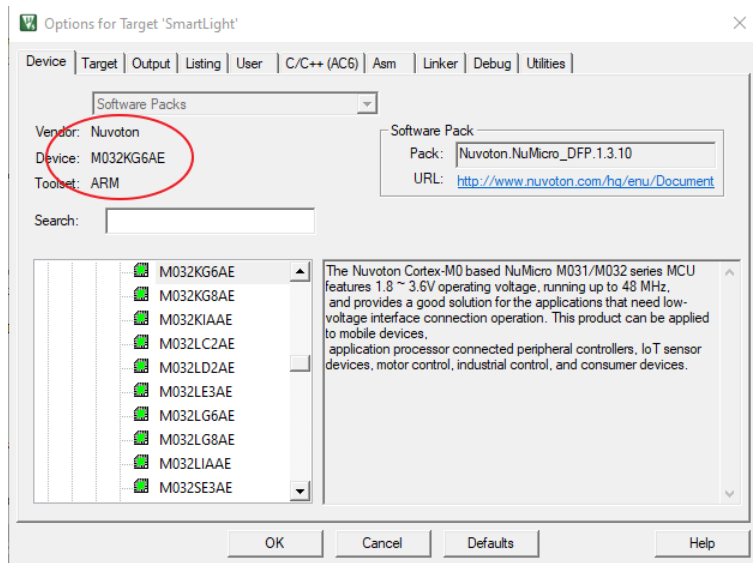 Options for Target 'SmartLight'
Device Target Output Listing User C/C++ (AC6) Asm Linker Debug Utilities
Software Packs
Vendor: Nuvoton
Device: M032KG6AE
Toolset: ARM
Search:
Software Pack
Pack: Nuvoton.NuMicro_DFP.1.3.10
URL: http://www.nuvoton.com/hq/enu/Document
M032KG6AE
M032KG8AE
M032KIAAE
M032LC2AE
M032LD2AE
M032LE3AE
M032LG6AE
M032LG8AE
M032LIAAE
M032SE3AE
The Nuvoton Cortex-M0 based NuMicro M031/M032 series MCU
features 1.8 ~ 3.6V operating voltage, running up to 48 MHz,
and provides a good solution for the applications that need low-
voltage interface connection operation. This product can be applied
to mobile devices,
application processor connected peripheral controllers, IoT sensor
devices, motor control, industrial control, and consumer devices.
OK Cancel Defaults Help